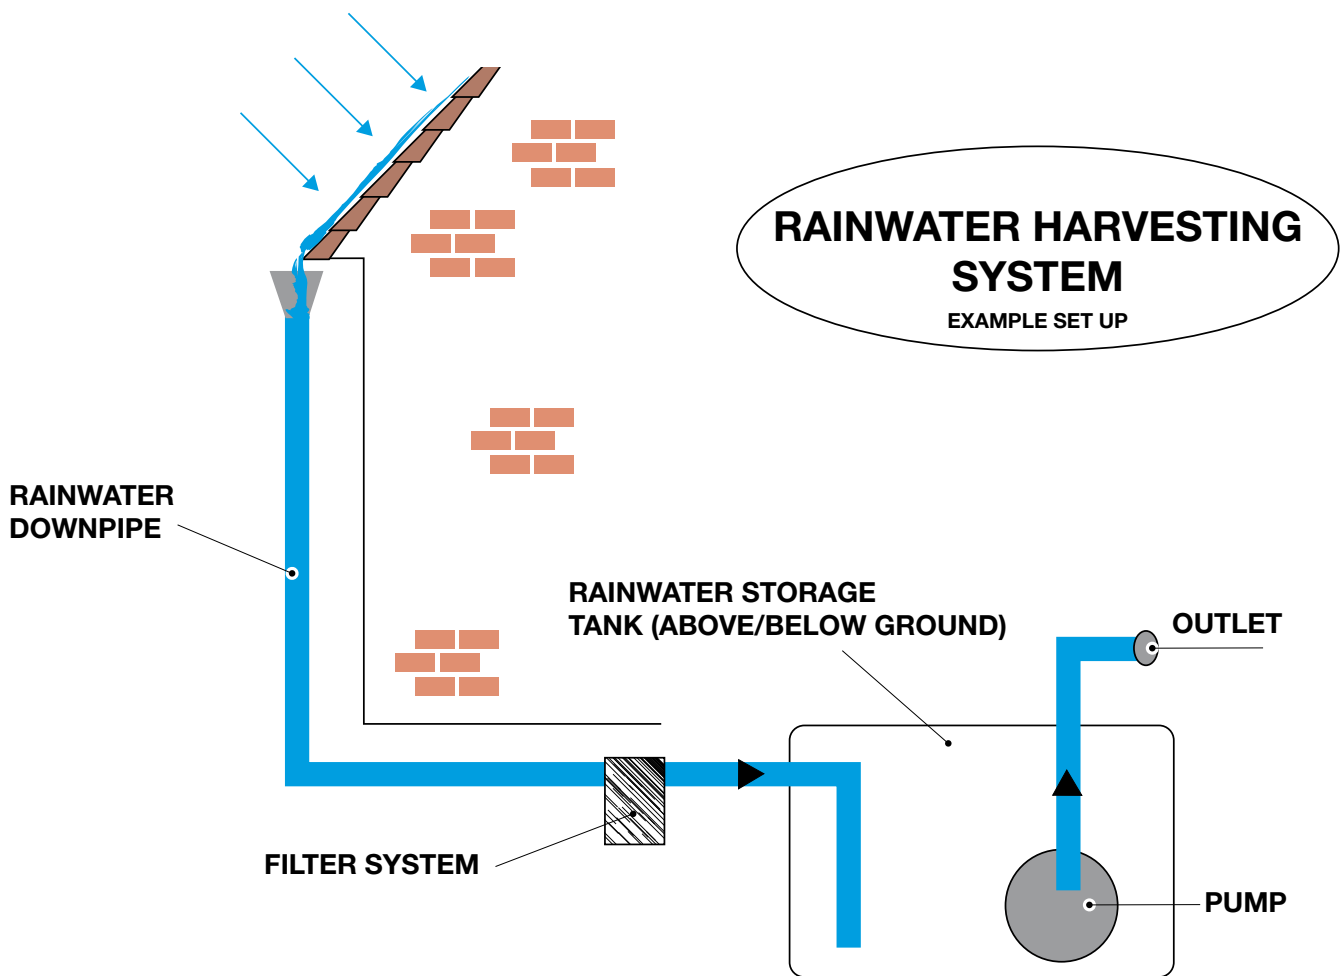 RAINWATER HARVESTING
SYSTEM
EXAMPLE SET UP
RAINWATER
DOWNPIPE
RAINWATER STORAGE
TANK (ABOVE/BELOW GROUND)
OUTLET
FILTER SYSTEM
PUMP